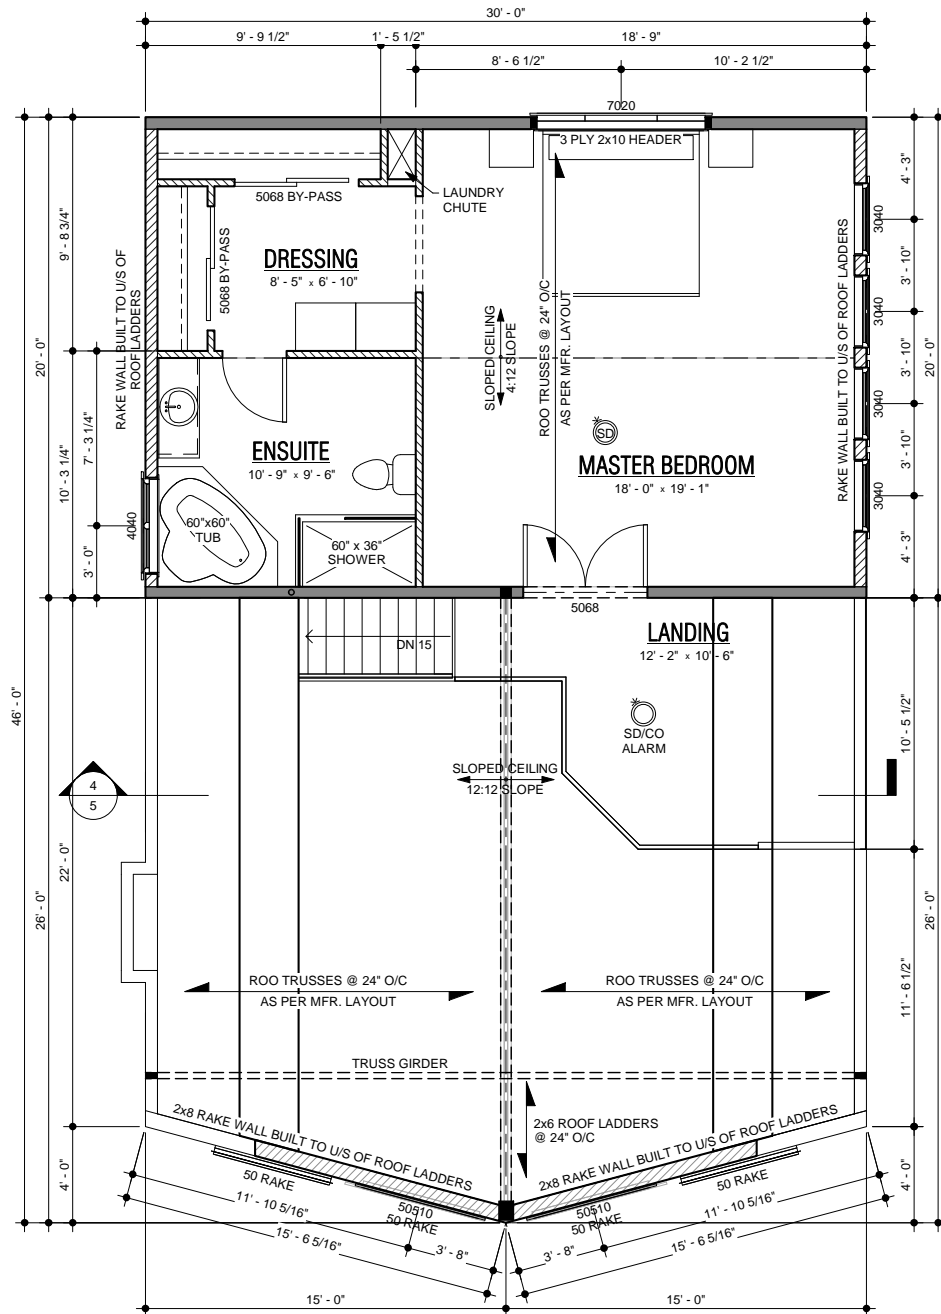 30' - 0"
9' - 9 1/2"
1' - 5 1/2"
18' - 9"
8' - 6 1/2"
10' - 2 1/2"
7020
3 PLY 2x10 HEADER
5068 BY-PASS
LAUNDRY
CHUTE
DRESSING
8' - 5" x 6' - 10"
5068 BY-PASS
RAKE WALL BUILT TO U/S OF
ROOF LADDERS
9' - 8 3/4"
20' - 0"
10' - 3 1/4"
7' - 3 1/4"
3' - 0"
4040
SLOPED CEILING
4:12 SLOPE
ROO TRUSSES @ 24" O/C
AS PER MFR. LAYOUT
RAKE WALL BUILT TO U/S OF ROOF LADDERS
3040
3040
3040
3040
4' - 3"
3' - 10"
3' - 10"
3' - 10"
4' - 3"
20' - 0"
SD
ENSUITE
10' - 9" x 9' - 6"
MASTER BEDROOM
18' - 0" x 19' - 1"
60"x60"
TUB
60" x 36"
SHOWER
5068
DN 15
LANDING
12' - 2" x 10' - 6"
SD/CO
ALARM
SLOPED CEILING
12:12 SLOPE
4
5
46' - 0"
26' - 0"
22' - 0"
10' - 5 1/2"
26' - 0"
11' - 6 1/2"
ROO TRUSSES @ 24" O/C
AS PER MFR. LAYOUT
ROO TRUSSES @ 24" O/C
AS PER MFR. LAYOUT
TRUSS GIRDER
2x6 ROOF LADDERS
@ 24" O/C
2x8 RAKE WALL BUILT TO U/S OF ROOF LADDERS
2x8 RAKE WALL BUILT TO U/S OF ROOF LADDERS
4' - 0"
4' - 0"
50 RAKE
50 RAKE
50510
50 RAKE
50510
50 RAKE
11' - 10 5/16"
11' - 10 5/16"
3' - 8"
3' - 8"
15' - 6 5/16"
15' - 6 5/16"
15' - 0"
15' - 0"